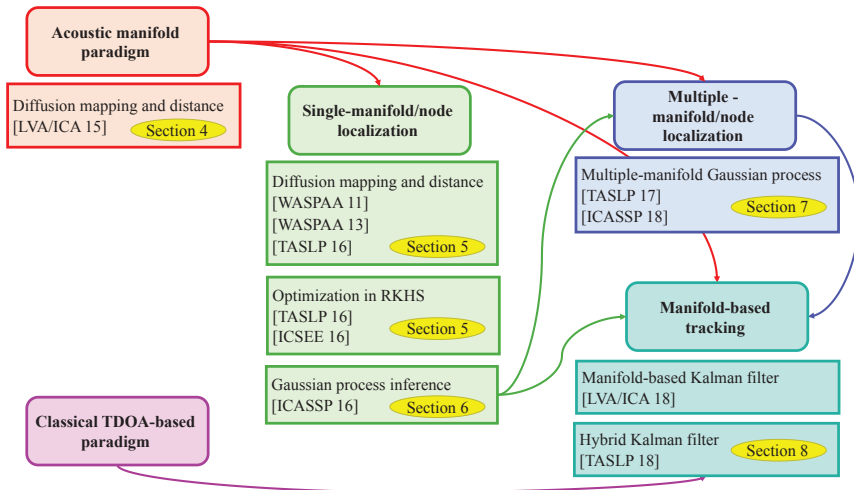 Acoustic manifold
paradigm
Diffusion mapping and distance
[LVA/ICA 15]
Section 4
Single-manifold/node
localization
Diffusion mapping and distance
[WASPAA 11]
[WASPAA 13]
[TASLP 16]
Section 5
Optimization in RKHS
[TASLP 16]
[ICSEE 16]
Section 5
Gaussian process inference
[ICASSP 16]
Section 6
Multiple -
manifold/node
localization
Multiple-manifold Gaussian process
[TASLP 17]
[ICASSP 18]
Section 7
Manifold-based
tracking
Manifold-based Kalman filter
[LVA/ICA 18]
Hybrid Kalman filter
[TASLP 18]
Section 8
Classical TDOA-based
paradigm